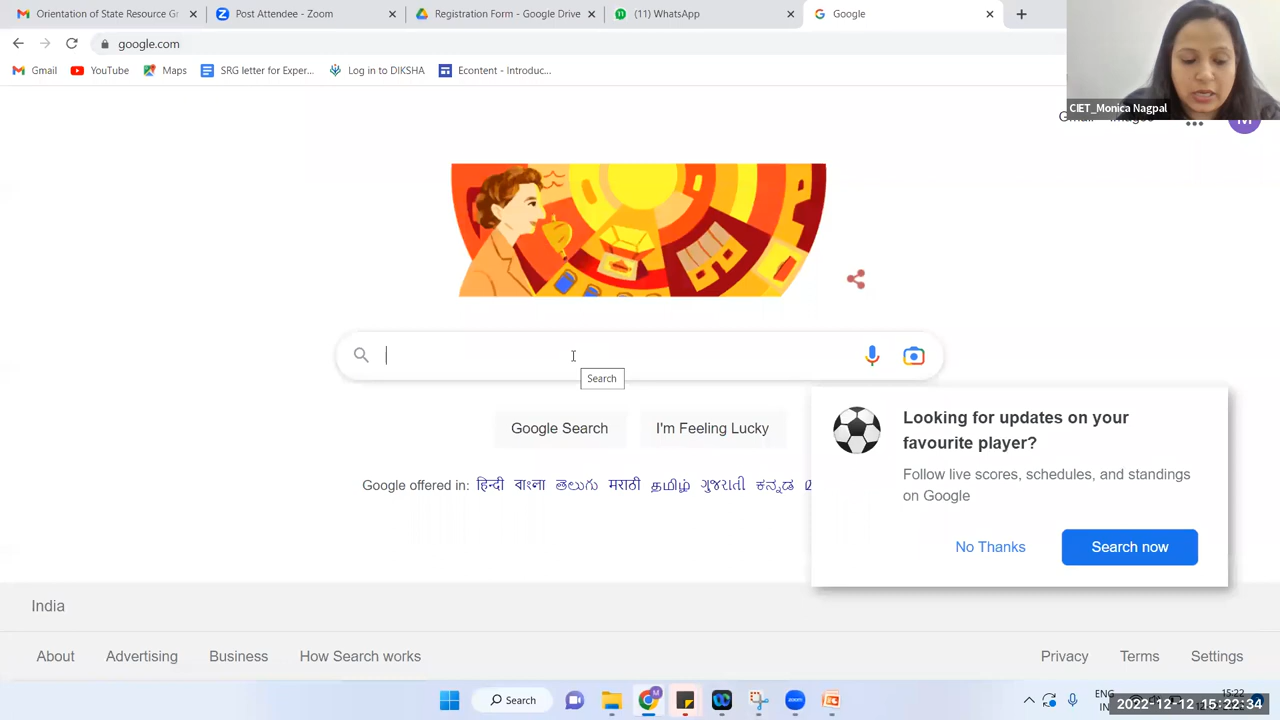 Orientation of State Resource Gr
Post Attendee - Zoom
Registration Form - Google Drive
(11) WhatsApp
Google
google.com
Gmail
YouTube
Maps
SRG letter for Exper...
Log in to DIKSHA
Econtent - Introduc...
CIET_Monica Nagpal
Search
Google Search
I'm Feeling Lucky
Google offered in: हिन्दी বাংলা తెలుగు मराठी தமிழ் ગુજરાતી ಕನ್ನಡ
Looking for updates on your
favourite player?
Follow live scores, schedules, and standings
on Google
No Thanks
Search now
India
About
Advertising
Business
How Search works
Privacy
Terms
Settings
Search
ENG
IN
15:22
2022-12-12 15:22:34